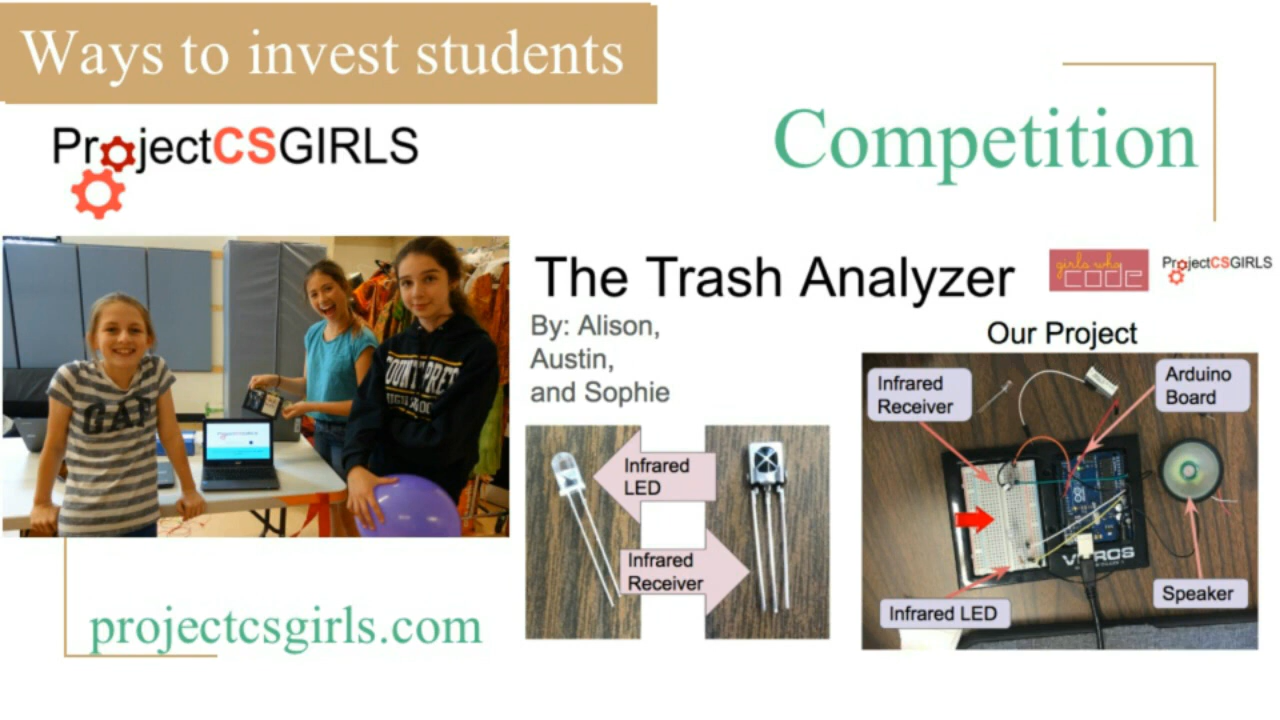 Ways to invest students
ProjectCSGIRLS
Competition
The Trash Analyzer
girls who
code
ProjectCSGIRLS
By: Alison,
Austin,
and Sophie
Our Project
Infrared
Receiver
Arduino
Board
Infrared
LED
Infrared
Receiver
Infrared LED
Speaker
GAP
projectcsgirls.com